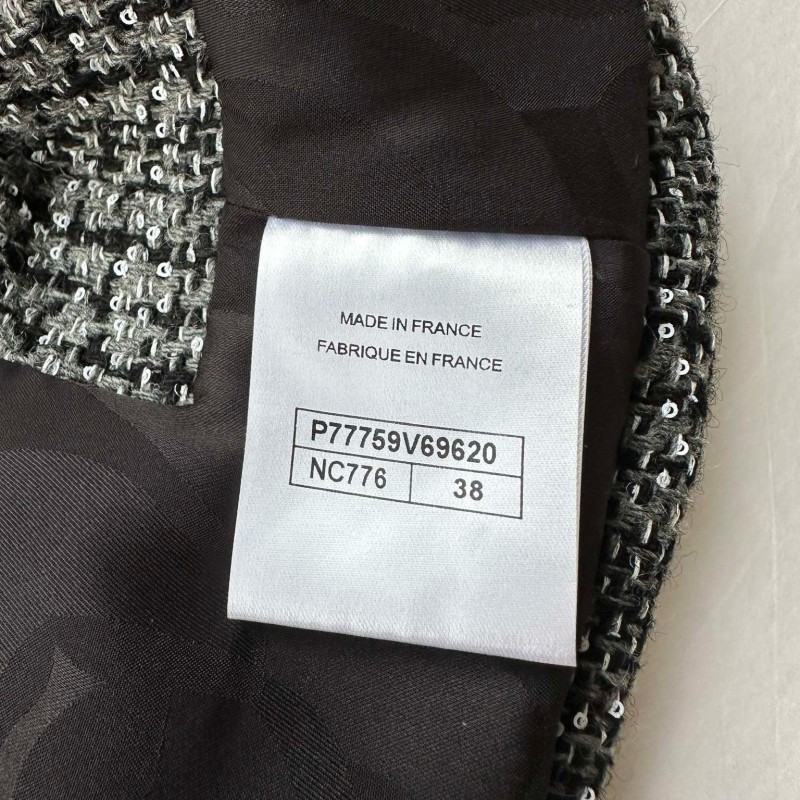 MADE IN FRANCE
FABRIQUE EN FRANCE
P77759V69620
NC776 38